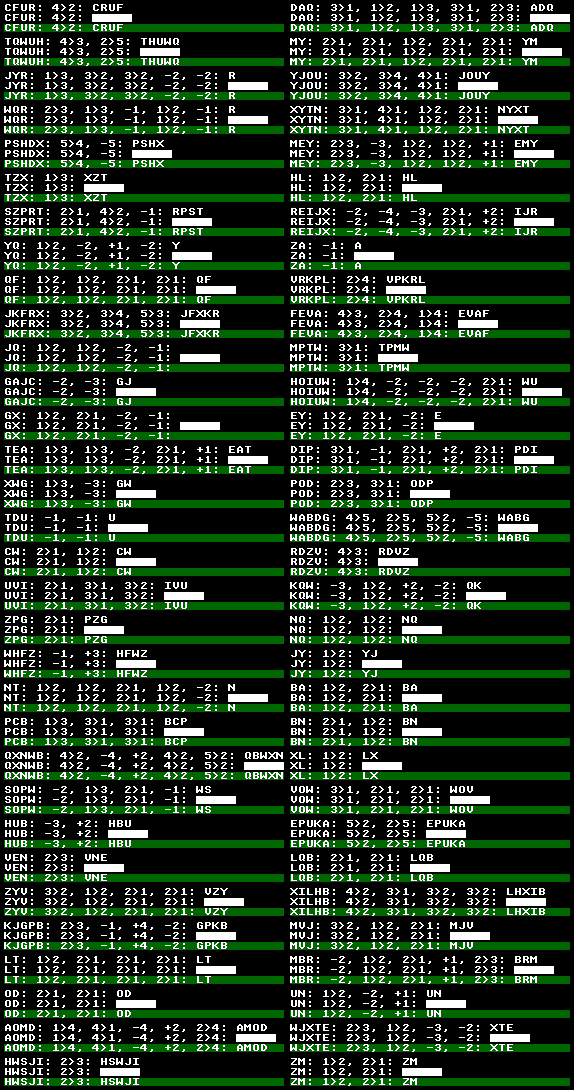 CFUR: 4>2: CRUF
CFUR: 4>2:
CFUR: 4>2: CRUF
TQWUH: 4>3, 2>5: THUWQ
TQWUH: 4>3, 2>5:
TQWUH: 4>3, 2>5: THUWQ
JYR: 1>3, 3>2, 3>2, -2, -2: R
JYR: 1>3, 3>2, 3>2, -2, -2:
JYR: 1>3, 3>2, 3>2, -2, -2: R
WQR: 2>3, 1>3, -1, 1>2, -1: R
WQR: 2>3, 1>3, -1, 1>2, -1:
WQR: 2>3, 1>3, -1, 1>2, -1: R
PSHDX: 5>4, -5: PSHX
PSHDX: 5>4, -5:
PSHDX: 5>4, -5: PSHX
TZX: 1>3: XZT
TZX: 1>3:
TZX: 1>3: XZT
SZPRT: 2>1, 4>2, -1: RPST
SZPRT: 2>1, 4>2, -1:
SZPRT: 2>1, 4>2, -1: RPST
YQ: 1>2, -2, +1, -2: Y
YQ: 1>2, -2, +1, -2:
YQ: 1>2, -2, +1, -2: Y
QF: 1>2, 1>2, 2>1, 2>1: QF
QF: 1>2, 1>2, 2>1, 2>1:
QF: 1>2, 1>2, 2>1, 2>1: QF
JKFRX: 3>2, 3>4, 5>3: JFXKR
JKFRX: 3>2, 3>4, 5>3:
JKFRX: 3>2, 3>4, 5>3: JFXKR
JQ: 1>2, 1>2, -2, -1:
JQ: 1>2, 1>2, -2, -1:
JQ: 1>2, 1>2, -2, -1:
GAJC: -2, -3: GJ
GAJC: -2, -3:
GAJC: -2, -3: GJ
GX: 1>2, 2>1, -2, -1:
GX: 1>2, 2>1, -2, -1:
GX: 1>2, 2>1, -2, -1:
TEA: 1>3, 1>3, -2, 2>1, +1: EAT
TEA: 1>3, 1>3, -2, 2>1, +1:
TEA: 1>3, 1>3, -2, 2>1, +1: EAT
XWG: 1>3, -3: GW
XWG: 1>3, -3:
XWG: 1>3, -3: GW
TDU: -1, -1: U
TDU: -1, -1:
TDU: -1, -1: U
CW: 2>1, 1>2: CW
CW: 2>1, 1>2:
CW: 2>1, 1>2: CW
UVI: 2>1, 3>1, 3>2: IVU
UVI: 2>1, 3>1, 3>2:
UVI: 2>1, 3>1, 3>2: IVU
ZPG: 2>1: PZG
ZPG: 2>1:
ZPG: 2>1: PZG
WHFZ: -1, +3: HFWZ
WHFZ: -1, +3:
WHFZ: -1, +3: HFWZ
NT: 1>2, 1>2, 2>1, 1>2, -2: N
NT: 1>2, 1>2, 2>1, 1>2, -2:
NT: 1>2, 1>2, 2>1, 1>2, -2: N
PCB: 1>3, 3>1, 3>1: BCP
PCB: 1>3, 3>1, 3>1:
PCB: 1>3, 3>1, 3>1: BCP
QXNWB: 4>2, -4, +2, 4>2, 5>2: QBWXN
QXNWB: 4>2, -4, +2, 4>2, 5>2:
QXNWB: 4>2, -4, +2, 4>2, 5>2: QBWXN
SOPW: -2, 1>3, 2>1, -1: WS
SOPW: -2, 1>3, 2>1, -1:
SOPW: -2, 1>3, 2>1, -1: WS
HUB: -3, +2: HBU
HUB: -3, +2:
HUB: -3, +2: HBU
VEN: 2>3: VNE
VEN: 2>3:
VEN: 2>3: VNE
ZYV: 3>2, 1>2, 2>1, 2>1: VZY
ZYV: 3>2, 1>2, 2>1, 2>1:
ZYV: 3>2, 1>2, 2>1, 2>1: VZY
KJGPB: 2>3, -1, +4, -2: GPKB
KJGPB: 2>3, -1, +4, -2:
KJGPB: 2>3, -1, +4, -2: GPKB
LT: 1>2, 2>1, 2>1, 2>1: LT
LT: 1>2, 2>1, 2>1, 2>1:
LT: 1>2, 2>1, 2>1, 2>1: LT
OD: 2>1, 2>1: OD
OD: 2>1, 2>1:
OD: 2>1, 2>1: OD
AOMD: 1>4, 4>1, -4, +2, 2>4: AMOD
AOMD: 1>4, 4>1, -4, +2, 2>4:
AOMD: 1>4, 4>1, -4, +2, 2>4: AMOD
HWSJI: 2>3: HSWJI
HWSJI: 2>3:
HWSJI: 2>3: HSWJI
DAQ: 3>1, 1>2, 1>3, 3>1, 2>1: ADQ
DAQ: 3>1, 1>2, 1>3, 3>1, 2>1:
DAQ: 3>1, 1>2, 1>3, 3>1, 2>1: ADQ
MY: 2>1, 2>1, 1>2, 2>1, 2>1: YM
MY: 2>1, 2>1, 1>2, 2>1, 2>1:
MY: 2>1, 2>1, 1>2, 2>1, 2>1: YM
YJOU: 3>2, 3>4, 4>1: JOUY
YJOU: 3>2, 3>4, 4>1:
YJOU: 3>2, 3>4, 4>1: JOUY
XYTN: 3>1, 4>1, 1>2, 2>1: NYXT
XYTN: 3>1, 4>1, 1>2, 2>1:
XYTN: 3>1, 4>1, 1>2, 2>1: NYXT
MEY: 2>3, -3, 1>2, 1>2, +1: EMY
MEY: 2>3, -3, 1>2, 1>2, +1:
MEY: 2>3, -3, 1>2, 1>2, +1: EMY
HL: 1>2, 2>1: HL
HL: 1>2, 2>1:
HL: 1>2, 2>1: HL
REIJX: -2, -4, -3, 2>1, +2: IJR
REIJX: -2, -4, -3, 2>1, +2:
REIJX: -2, -4, -3, 2>1, +2: IJR
ZA: -1: A
ZA: -1:
ZA: -1: A
VRKPL: 2>4: VPKRL
VRKPL: 2>4:
VRKPL: 2>4: VPKRL
FEVA: 4>3, 2>4, 1>4: EVAF
FEVA: 4>3, 2>4, 1>4:
FEVA: 4>3, 2>4, 1>4: EVAF
MPTW: 3>1: TPMW
MPTW: 3>1:
MPTW: 3>1: TPMW
HOIUW: 1>4, -2, -2, -2, 2>1: WU
HOIUW: 1>4, -2, -2, -2, 2>1:
HOIUW: 1>4, -2, -2, -2, 2>1: WU
EY: 1>2, 2>1, -2: E
EY: 1>2, 2>1, -2:
EY: 1>2, 2>1, -2: E
DIP: 3>1, -1, 2>1, +2, 2>1: PDI
DIP: 3>1, -1, 2>1, +2, 2>1:
DIP: 3>1, -1, 2>1, +2, 2>1: PDI
POD: 2>3, 3>1: ODP
POD: 2>3, 3>1:
POD: 2>3, 3>1: ODP
WABDG: 4>5, 2>5, 5>2, -5: WABG
WABDG: 4>5, 2>5, 5>2, -5:
WABDG: 4>5, 2>5, 5>2, -5: WABG
RDZV: 4>3: RDVZ
RDZV: 4>3:
RDZV: 4>3: RDVZ
KQW: -3, 1>2, +2, -2: QK
KQW: -3, 1>2, +2, -2:
KQW: -3, 1>2, +2, -2: QK
NQ: 1>2, 1>2: NQ
NQ: 1>2, 1>2:
NQ: 1>2, 1>2: NQ
JY: 1>2: YJ
JY: 1>2:
JY: 1>2: YJ
BA: 1>2, 2>1: BA
BA: 1>2, 2>1:
BA: 1>2, 2>1: BA
BN: 2>1, 1>2: BN
BN: 2>1, 1>2:
BN: 2>1, 1>2: BN
XL: 1>2: LX
XL: 1>2:
XL: 1>2: LX
VOW: 3>1, 2>1, 2>1: WOV
VOW: 3>1, 2>1, 2>1:
VOW: 3>1, 2>1, 2>1: WOV
EPUKA: 5>2, 2>5: EPUKA
EPUKA: 5>2, 2>5:
EPUKA: 5>2, 2>5: EPUKA
LQB: 2>1, 2>1: LQB
LQB: 2>1, 2>1:
LQB: 2>1, 2>1: LQB
XILHB: 4>2, 3>1, 3>2, 3>2: LHXIB
XILHB: 4>2, 3>1, 3>2, 3>2:
XILHB: 4>2, 3>1, 3>2, 3>2: LHXIB
MVJ: 3>2, 1>2, 2>1: MJV
MVJ: 3>2, 1>2, 2>1:
MVJ: 3>2, 1>2, 2>1: MJV
MBR: -2, 1>2, 2>1, +1, 2>3: BRM
MBR: -2, 1>2, 2>1, +1, 2>3:
MBR: -2, 1>2, 2>1, +1, 2>3: BRM
UN: 1>2, -2, +1: UN
UN: 1>2, -2, +1:
UN: 1>2, -2, +1: UN
WJXTE: 2>3, 1>2, -3, -2: XTE
WJXTE: 2>3, 1>2, -3, -2:
WJXTE: 2>3, 1>2, -3, -2: XTE
ZM: 1>2, 2>1: ZM
ZM: 1>2, 2>1:
ZM: 1>2, 2>1: ZM